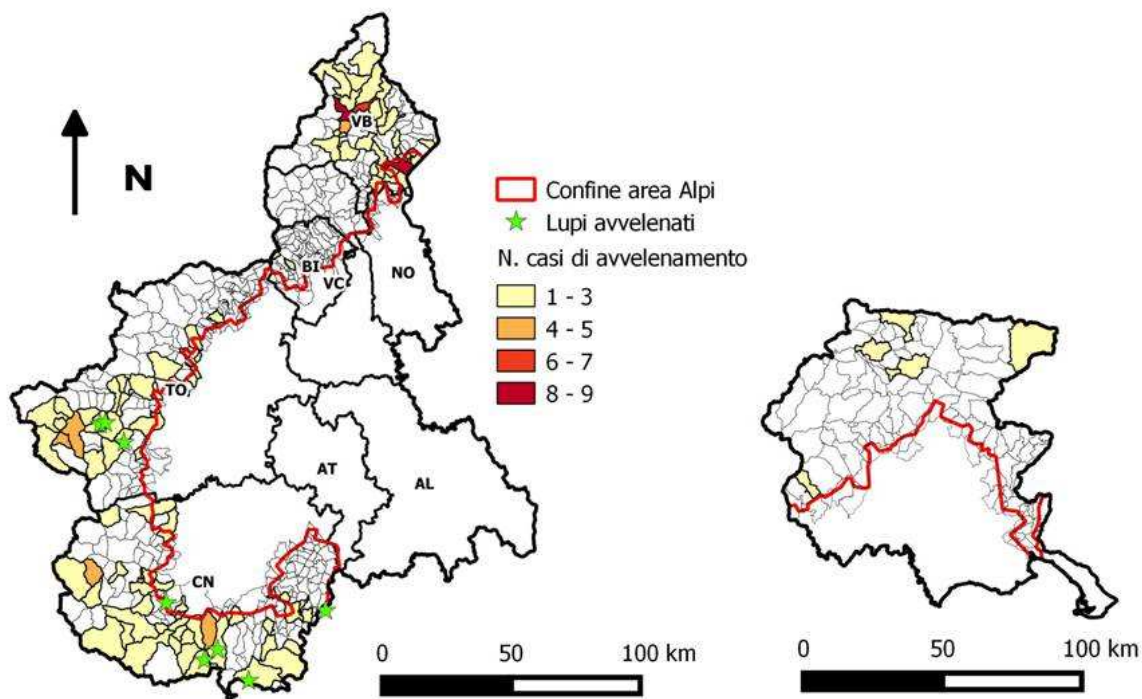 N
VB
BI
VC
NO
TO
AT
AL
CN
Confine area Alpi
Lupi avvelenati
N. casi di avvelenamento
1 - 3
4 - 5
6 - 7
8 - 9
0 50 100 km
0 50 100 km